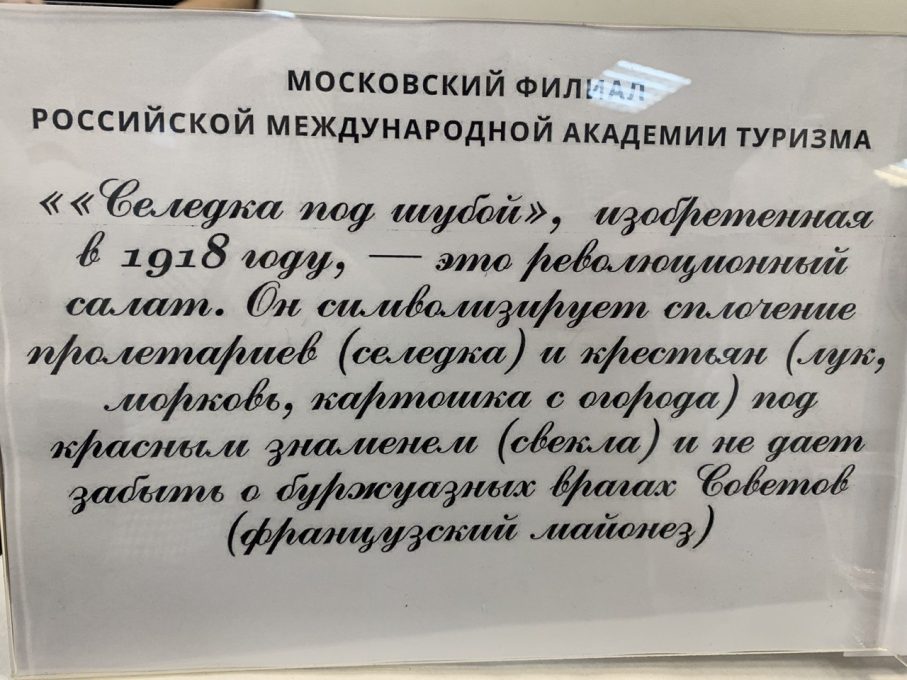 МОСКОВСКИЙ ФИЛИАЛ
РОССИЙСКОЙ МЕЖДУНАРОДНОЙ АКАДЕМИИ ТУРИЗМА
««Селедка под шубой», изобретенная
в 1918 году, — это революционный
салат. Он символизирует сплочение
пролетариев (селедка) и крестьян (лук,
морковь, картошка с огорода) под
красным знаменем (свекла) и не дает
забыть о буржуазных врагах Советов
(французский майонез)